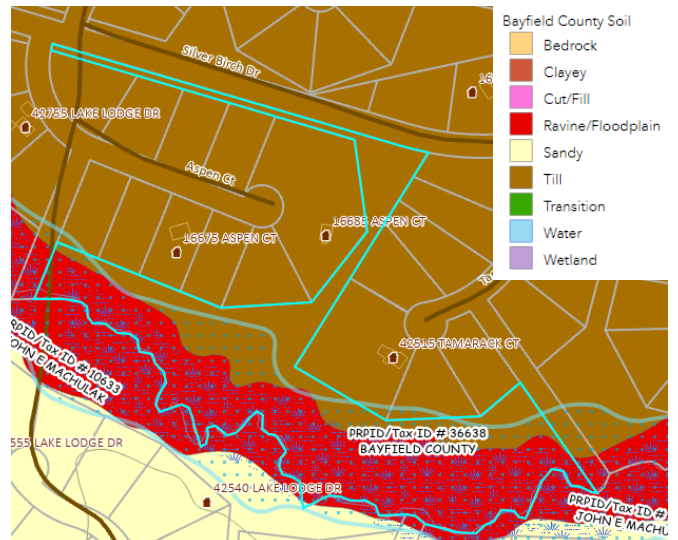 Silver Birch Dr
16
42755 LAKE LODGE DR
Aspen Ct
16685 ASPEN CT
16675 ASPEN CT
Ta
42515 TAMARACK CT
PRPID/Tax ID # 10633
JOHN E MACHULAK
PRPID/Tax ID # 36638
BAYFIELD COUNTY
555 LAKE LODGE DR
42540 LAKE LODGE DR
PRPID/Tax ID #
JOHN E MACHU
Bayfield County Soil
Bedrock
Clayey
Cut/Fill
Ravine/Floodplain
Sandy
Till
Transition
Water
Wetland